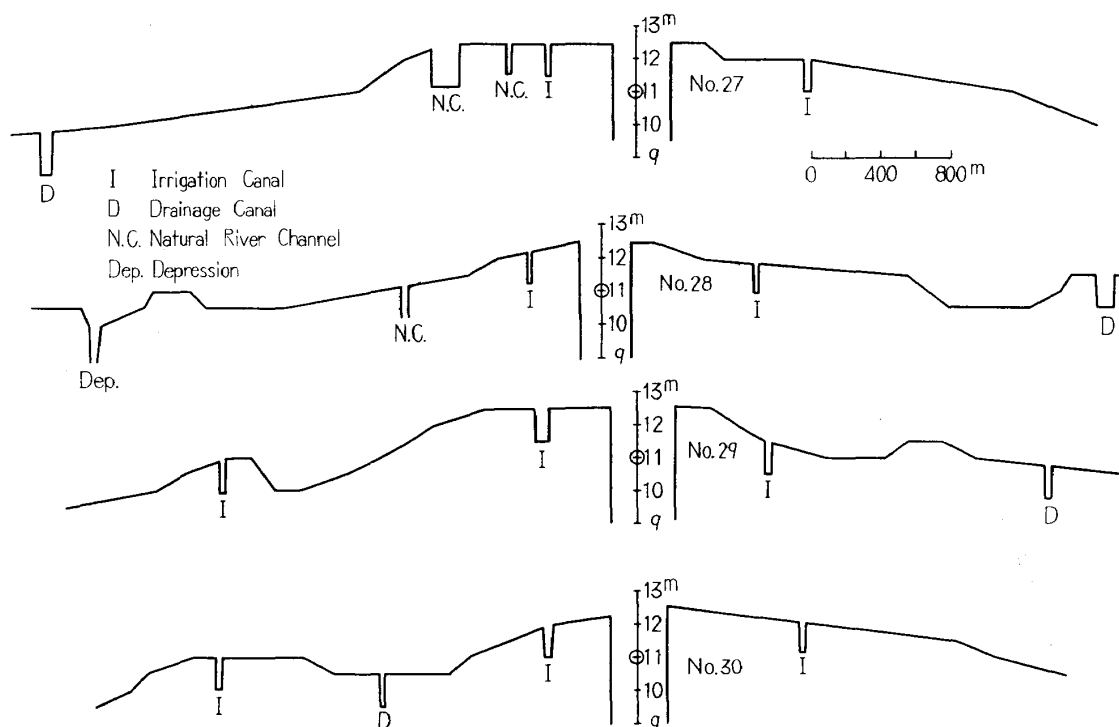 13m
12
11
10
9
No.27
N.C.
N.C.
I
I
D
0 400 800m
I Irrigation Canal
D Drainage Canal
N.C. Natural River Channel
Dep. Depression
13m
12
11
10
9
No.28
I
I
N.C.
D
Dep.
13m
12
11
10
9
No.29
I
I
I
D
13m
12
11
10
9
No.30
I
I
I
D